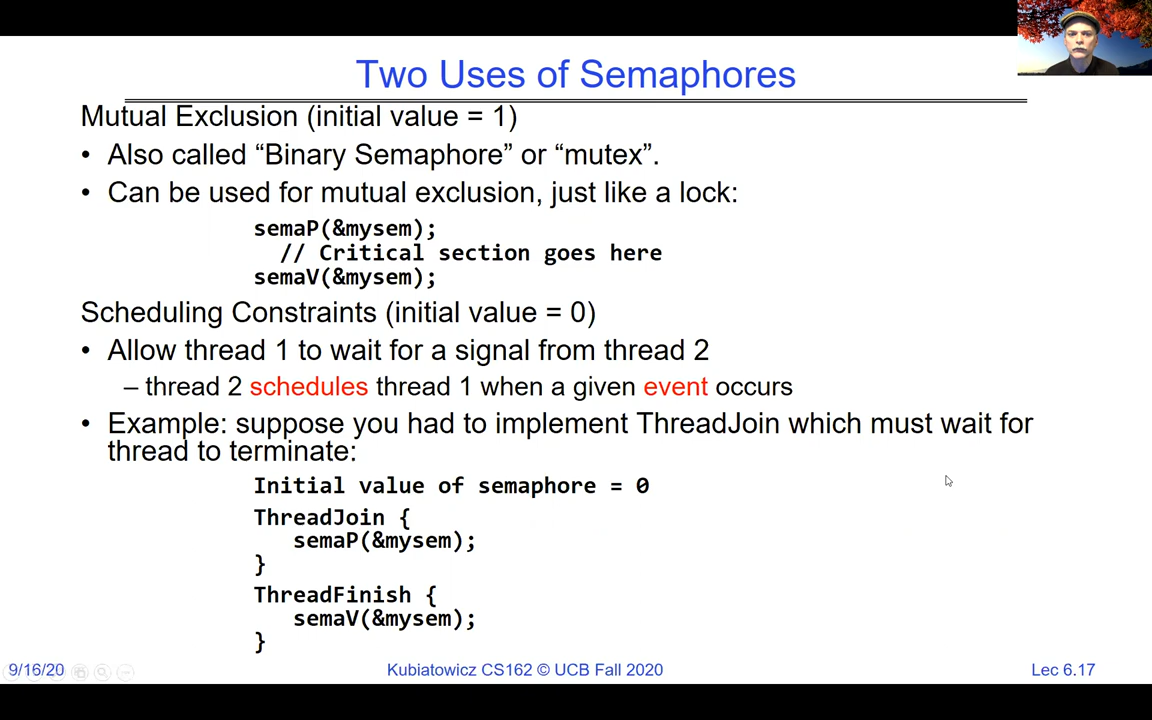 Two Uses of Semaphores
Mutual Exclusion (initial value = 1)
• Also called “Binary Semaphore” or “mutex”.
• Can be used for mutual exclusion, just like a lock:
semaP(&mysem);
// Critical section goes here
semaV(&mysem);
Scheduling Constraints (initial value = 0)
• Allow thread 1 to wait for a signal from thread 2
– thread 2 schedules thread 1 when a given event occurs
• Example: suppose you had to implement ThreadJoin which must wait for
thread to terminate:
Initial value of semaphore = 0
ThreadJoin {
semaP(&mysem);
}
ThreadFinish {
semaV(&mysem);
}
9/16/20
Kubiatowicz CS162 © UCB Fall 2020
Lec 6.17